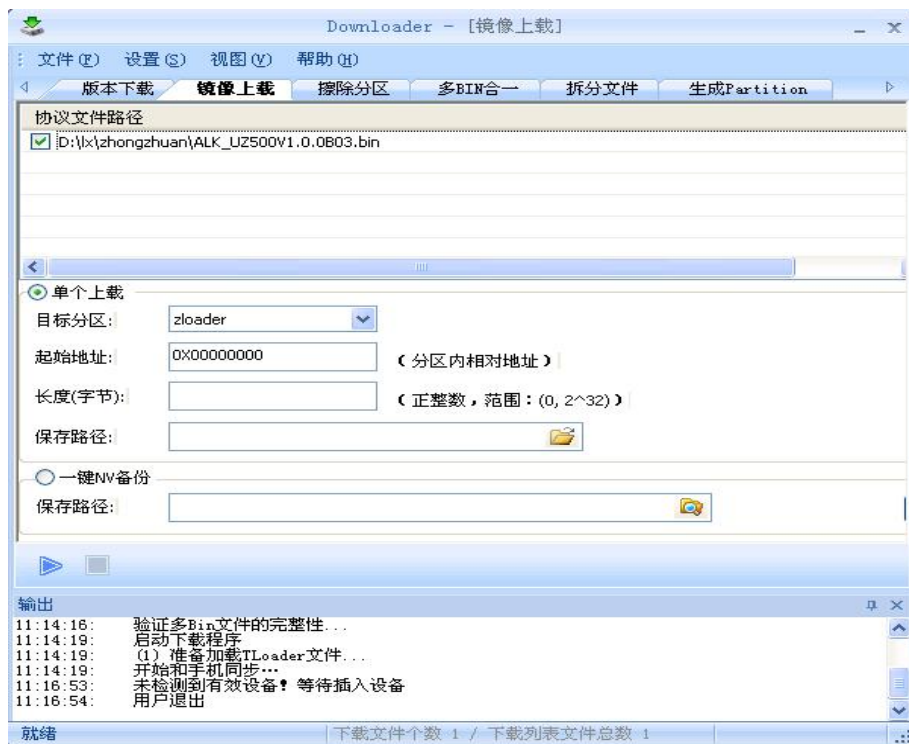 Downloader - [镜像上载]
文件(F) 设置(S) 视图(V) 帮助(H)
版本下载 镜像上载 擦除分区 多BIN合一 拆分文件 生成Partition
协议文件路径
D:\lx\zhongzhuan\ALK_UZ500V1.0.0B03.bin
单个上载
目标分区: zloader
起始地址: 0X00000000 (分区内相对地址)
长度(字节): (正整数，范围：(0, 2^32))
保存路径:
一键NV备份
保存路径:
输出
11:14:16: 验证多Bin文件的完整性...
11:14:19: 启动下载程序
11:14:19: (1) 准备加载TLoader文件...
11:14:19: 开始和手机同步…
11:16:53: 未检测到有效设备! 等待插入设备
11:16:54: 用户退出
就绪 下载文件个数 1 / 下载列表文件总数 1